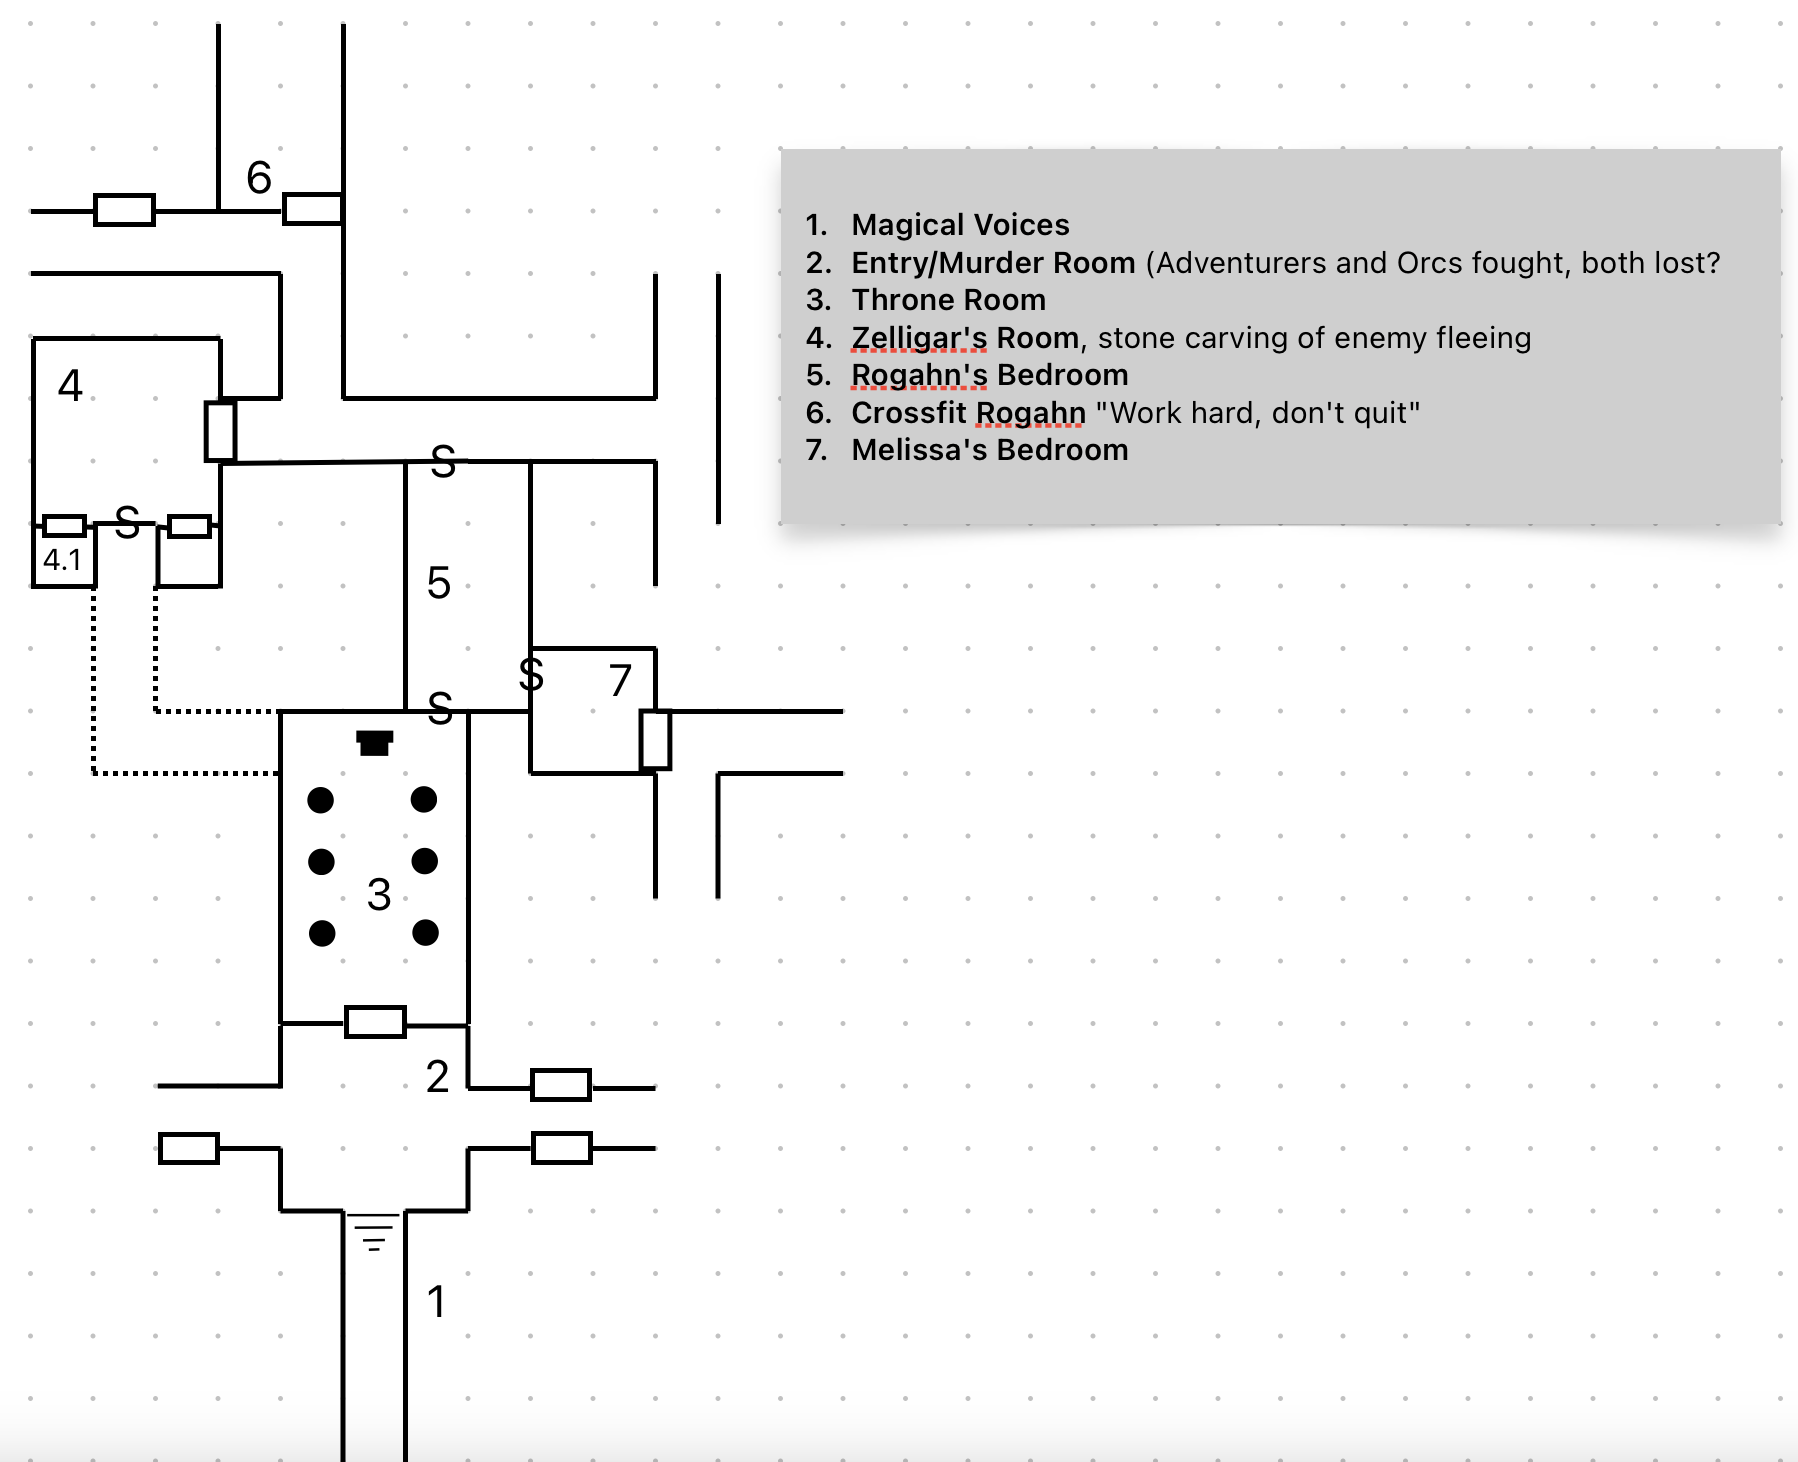 6
1. Magical Voices
2. Entry/Murder Room (Adventurers and Orcs fought, both lost?
3. Throne Room
4. Zelligar's Room, stone carving of enemy fleeing
5. Rogahn's Bedroom
6. Crossfit Rogahn "Work hard, don't quit"
7. Melissa's Bedroom
4
S
S
4.1
5
S
7
S
3
2
1